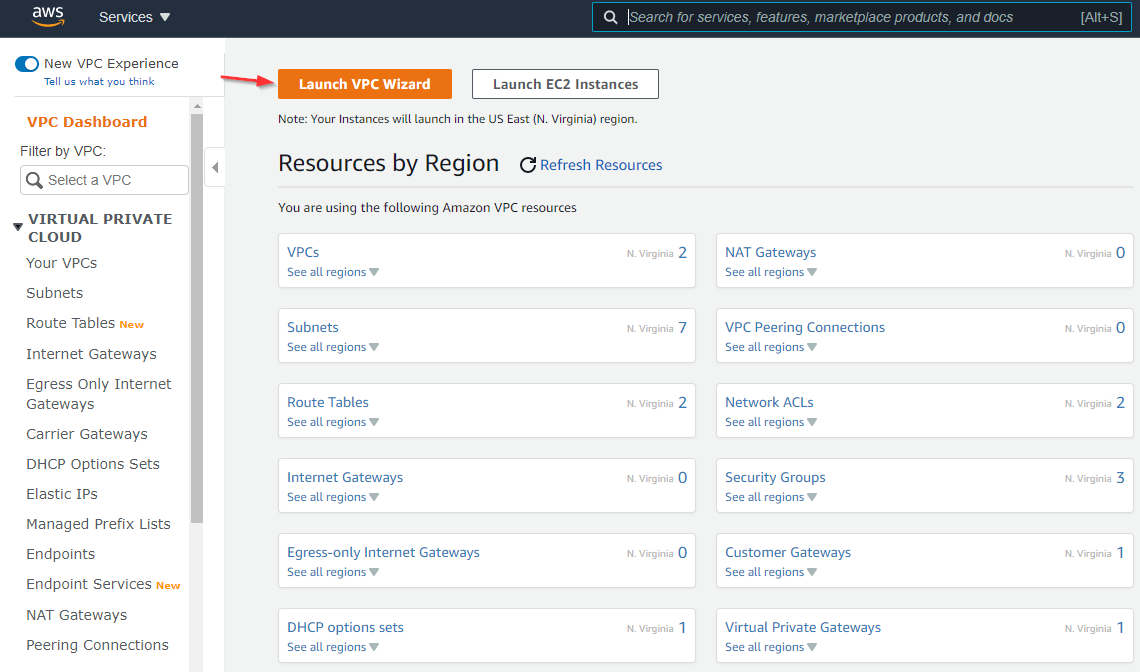 aws
Services
Search for services, features, marketplace products, and docs
[Alt+S]
New VPC Experience
Tell us what you think
VPC Dashboard
Filter by VPC:
Select a VPC
VIRTUAL PRIVATE
CLOUD
Your VPCs
Subnets
Route Tables New
Internet Gateways
Egress Only Internet
Gateways
Carrier Gateways
DHCP Options Sets
Elastic IPs
Managed Prefix Lists
Endpoints
Endpoint Services New
NAT Gateways
Peering Connections
Launch VPC Wizard
Launch EC2 Instances
Note: Your Instances will launch in the US East (N. Virginia) region.
Resources by Region
Refresh Resources
You are using the following Amazon VPC resources
VPCs N. Virginia 2
See all regions
NAT Gateways N. Virginia 0
See all regions
Subnets N. Virginia 7
See all regions
VPC Peering Connections N. Virginia 0
See all regions
Route Tables N. Virginia 2
See all regions
Network ACLs N. Virginia 2
See all regions
Internet Gateways N. Virginia 0
See all regions
Security Groups N. Virginia 3
See all regions
Egress-only Internet Gateways N. Virginia 0
See all regions
Customer Gateways N. Virginia 1
See all regions
DHCP options sets N. Virginia 1
See all regions
Virtual Private Gateways N. Virginia 1
See all regions